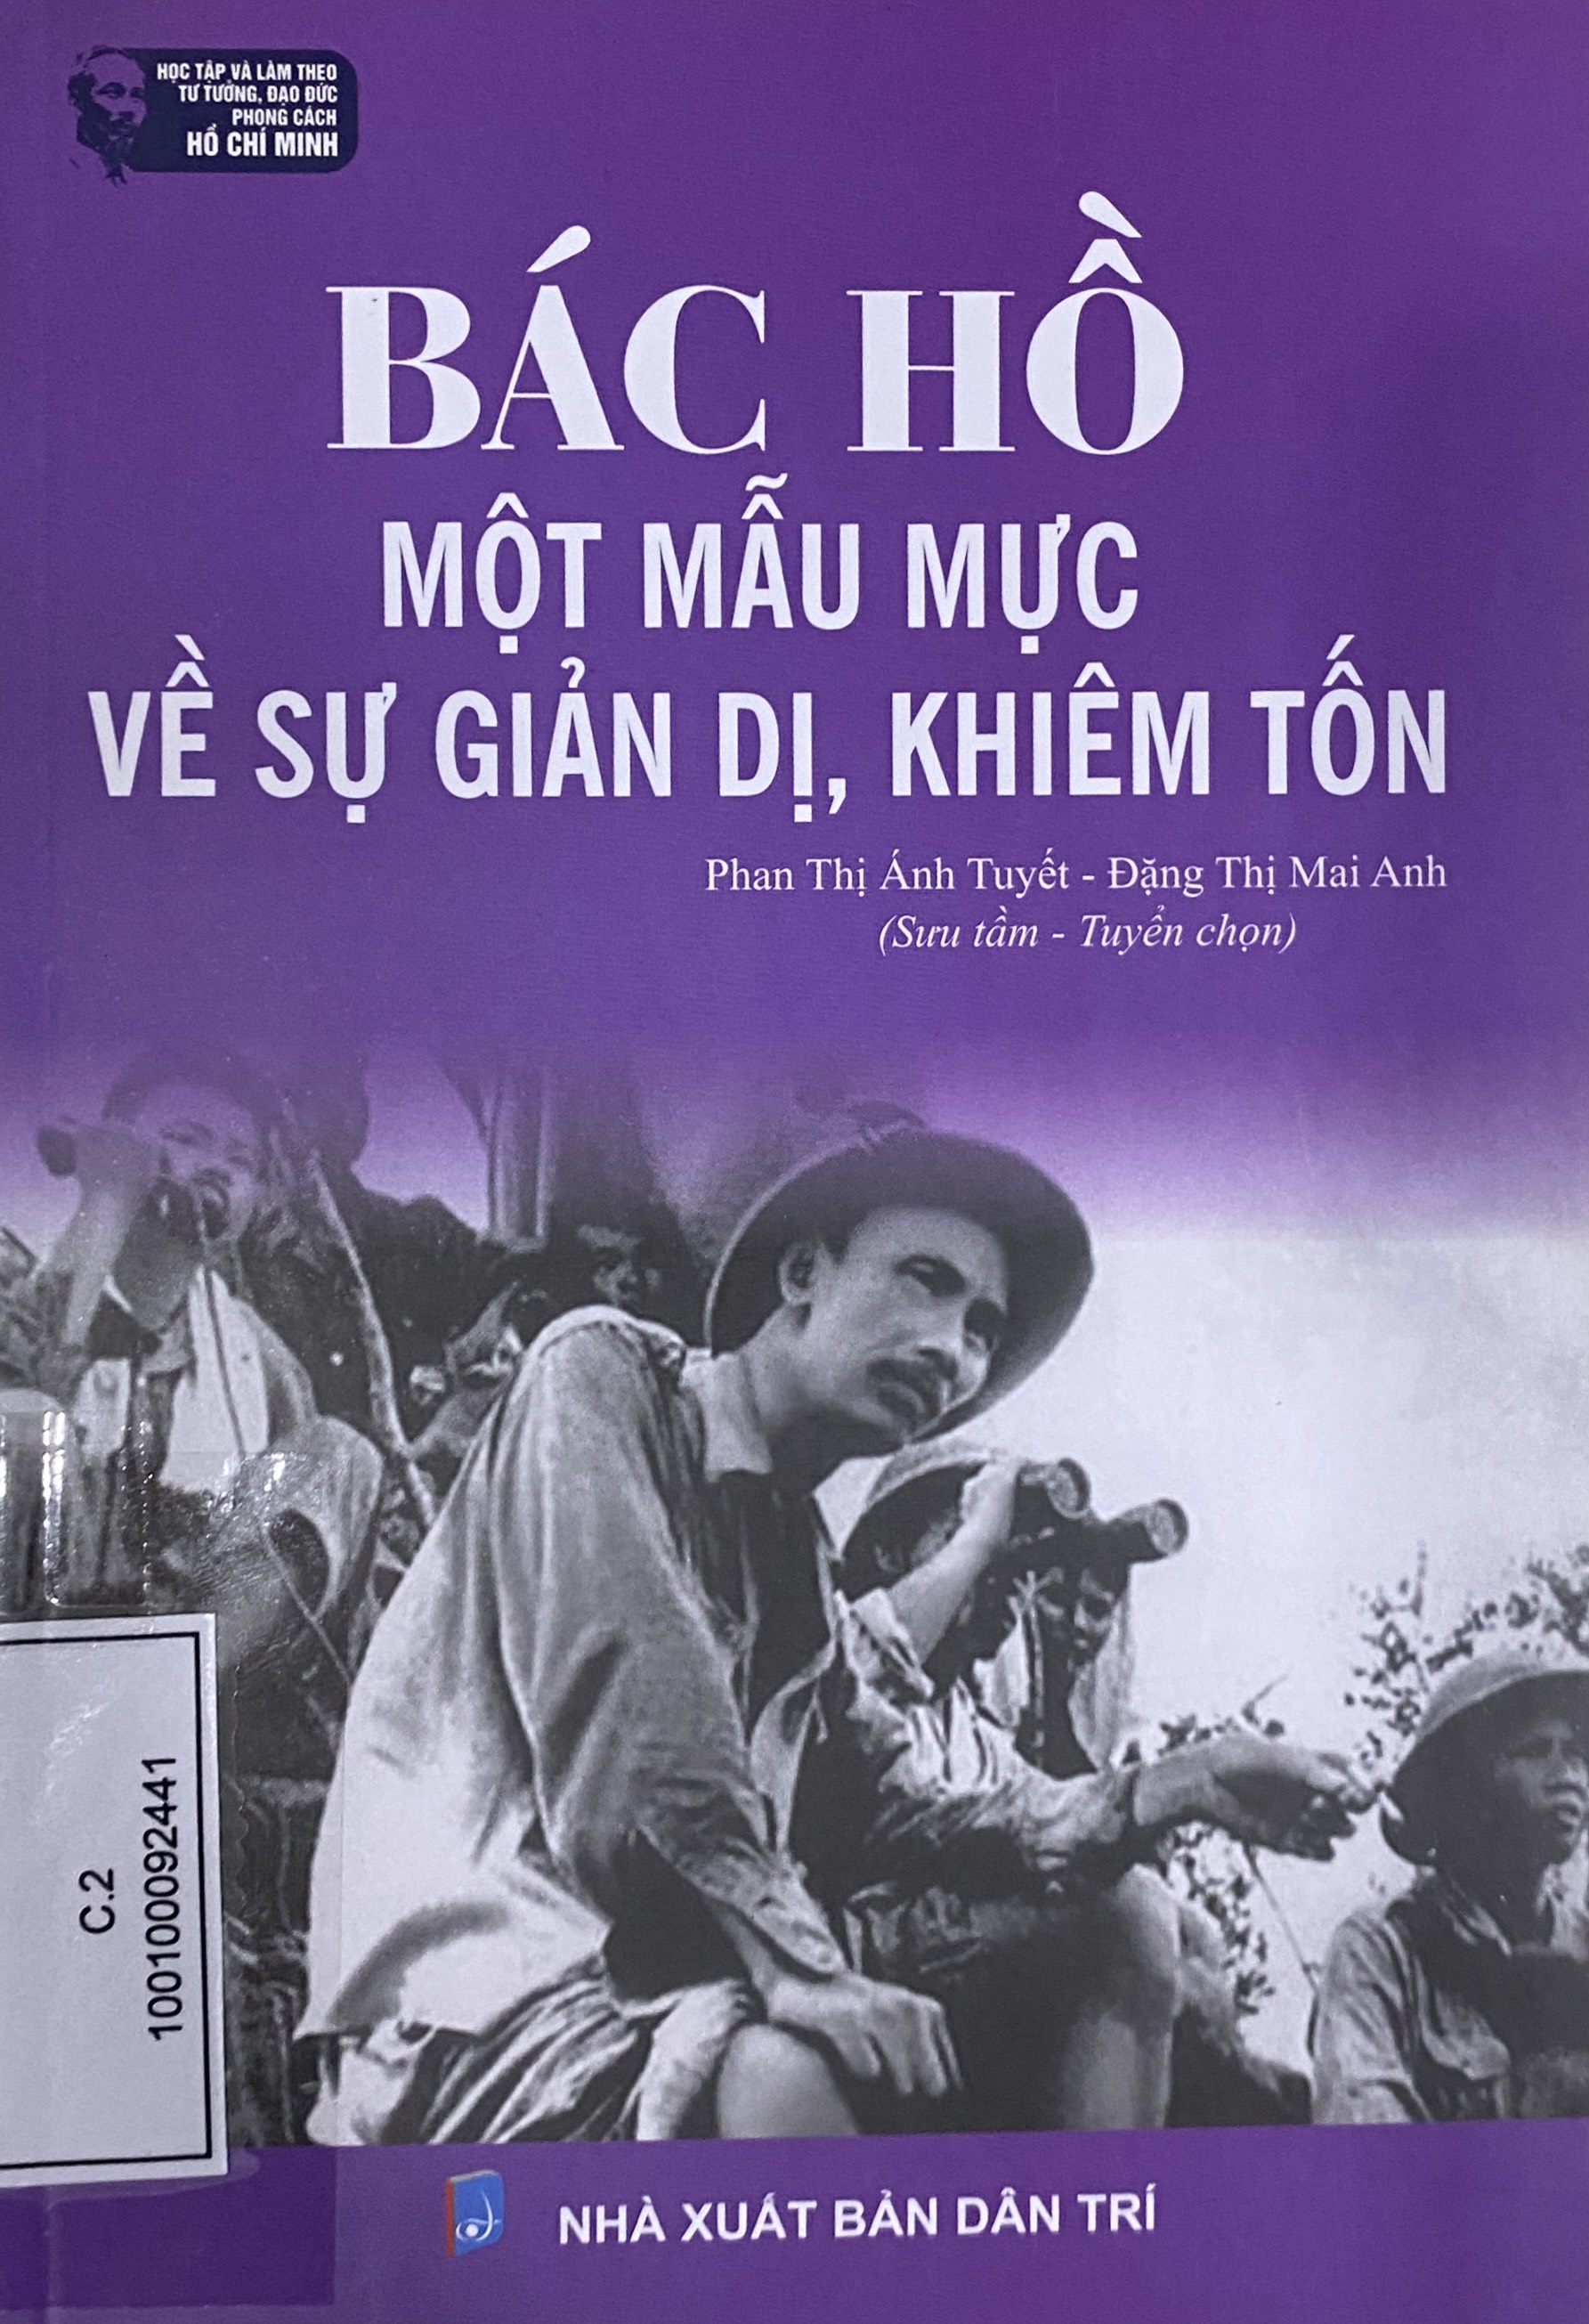 HỌC TẬP VÀ LÀM THEO
TƯ TƯỞNG, ĐẠO ĐỨC
PHONG CÁCH
HỒ CHÍ MINH
BÁC HỒ
MỘT MẪU MỰC
VỀ SỰ GIẢN DỊ, KHIÊM TỐN
Phan Thị Ánh Tuyết - Đặng Thị Mai Anh
(Sưu tầm - Tuyển chọn)
C.2
100100092441
NHÀ XUẤT BẢN DÂN TRÍ